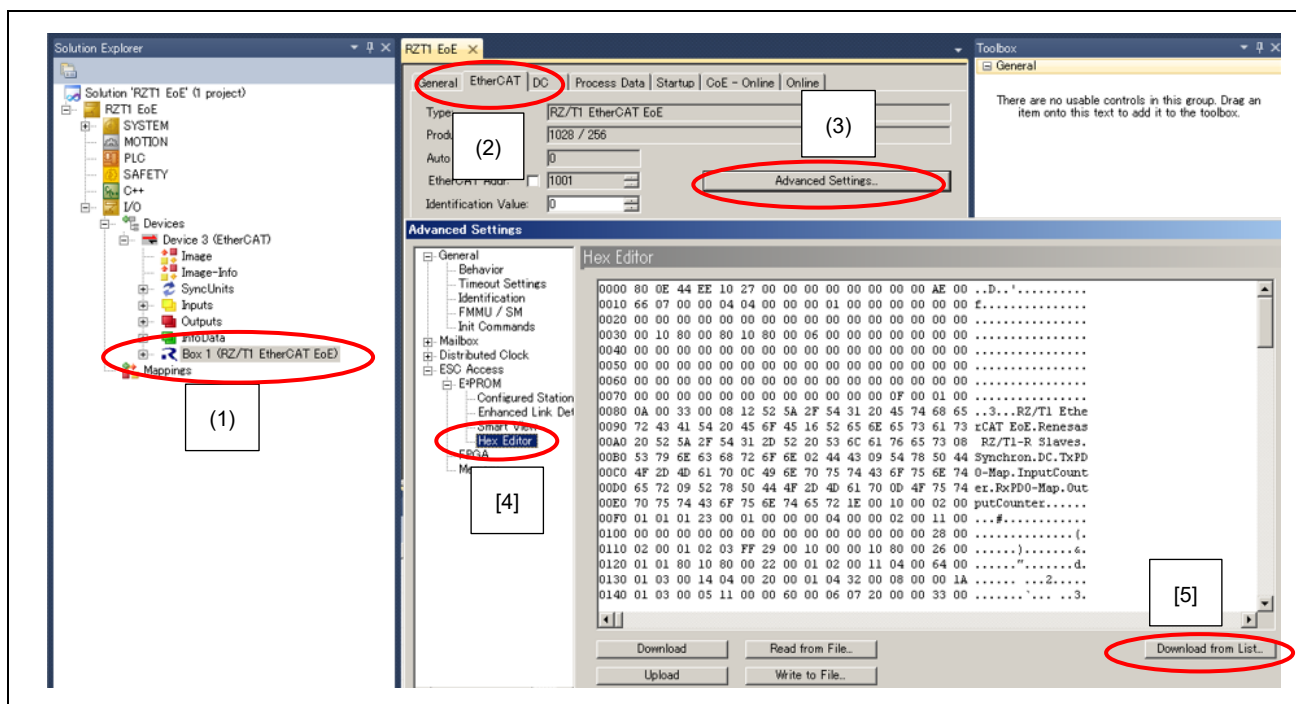 Solution Explorer
Solution 'RZT1 EoE' (1 project)
RZT1 EoE
SYSTEM
MOTION
PLC
SAFETY
C++
I/O
Devices
Device 3 (EtherCAT)
Image
Image-Info
SyncUnits
Inputs
Outputs
InfoData
Box 1 (RZ/T1 EtherCAT EoE)
Mappings
(1)
RZT1 EoE
General EtherCAT DC Process Data Startup CoE - Online Online
Type: RZ/T1 EtherCAT EoE
1028 / 256
Auto 0
EtherCAT Addr: 1001
Identification Value: 0
(2)
(3)
Advanced Settings...
Toolbox
General
There are no usable controls in this group. Drag an
item onto this text to add it to the toolbox.
Advanced Settings
General
Behavior
Timeout Settings
Identification
FMMU / SM
Init Commands
Mailbox
Distributed Clock
ESC Access
E²PROM
Configured Station
Enhanced Link Det
Smart View
Hex Editor
FPGA
[4]
Hex Editor
0000 80 0E 44 EE 10 27 00 00 00 00 00 00 00 00 AE 00 ..D..'..........
0010 66 07 00 00 04 04 00 00 00 01 00 00 00 00 00 00 f...............
0020 00 00 00 00 00 00 00 00 00 00 00 00 00 00 00 00 ................
0030 00 10 80 00 80 10 80 00 06 00 00 00 00 00 00 00 ................
0040 00 00 00 00 00 00 00 00 00 00 00 00 00 00 00 00 ................
0050 00 00 00 00 00 00 00 00 00 00 00 00 00 00 00 00 ................
0060 00 00 00 00 00 00 00 00 00 00 00 00 00 00 00 00 ................
0070 00 00 00 00 00 00 00 00 00 00 00 00 0F 00 01 00 ................
0080 0A 00 33 00 08 12 52 5A 2F 54 31 20 45 74 68 65 ..3...RZ/T1 Ethe
0090 72 43 41 54 20 45 6F 45 16 52 65 6E 65 73 61 73 rCAT EoE.Renesas
00A0 20 52 5A 2F 54 31 2D 52 20 53 6C 61 76 65 73 08 RZ/T1-R Slaves.
00B0 53 79 6E 63 68 72 6F 6E 02 44 43 09 54 78 50 44 Synchron.DC.TxPD
00C0 4F 2D 4D 61 70 0C 49 6E 70 75 74 43 6F 75 6E 74 O-Map.InputCount
00D0 65 72 09 52 78 50 44 4F 2D 4D 61 70 0D 4F 75 74 er.RxPDO-Map.Out
00E0 70 75 74 43 6F 75 6E 74 65 72 1E 00 10 00 02 00 putCounter......
00F0 01 01 01 23 00 01 00 00 00 04 00 00 02 00 11 00 ...#............
0100 00 00 00 00 00 00 00 00 00 00 00 00 00 00 28 00 ..............(.
0110 02 00 01 02 03 FF 29 00 10 00 00 10 80 00 26 00 ......).......&.
0120 01 01 80 10 80 00 22 00 01 02 00 11 04 00 64 00 ......".......d.
0130 01 03 00 14 04 00 20 00 01 04 32 00 08 00 00 1A ...... ...2.....
0140 01 03 00 05 11 00 00 60 00 06 07 20 00 00 33 00 .......`... ..3.
[5]
Download Read from File... Download from List...
Upload Write to File...